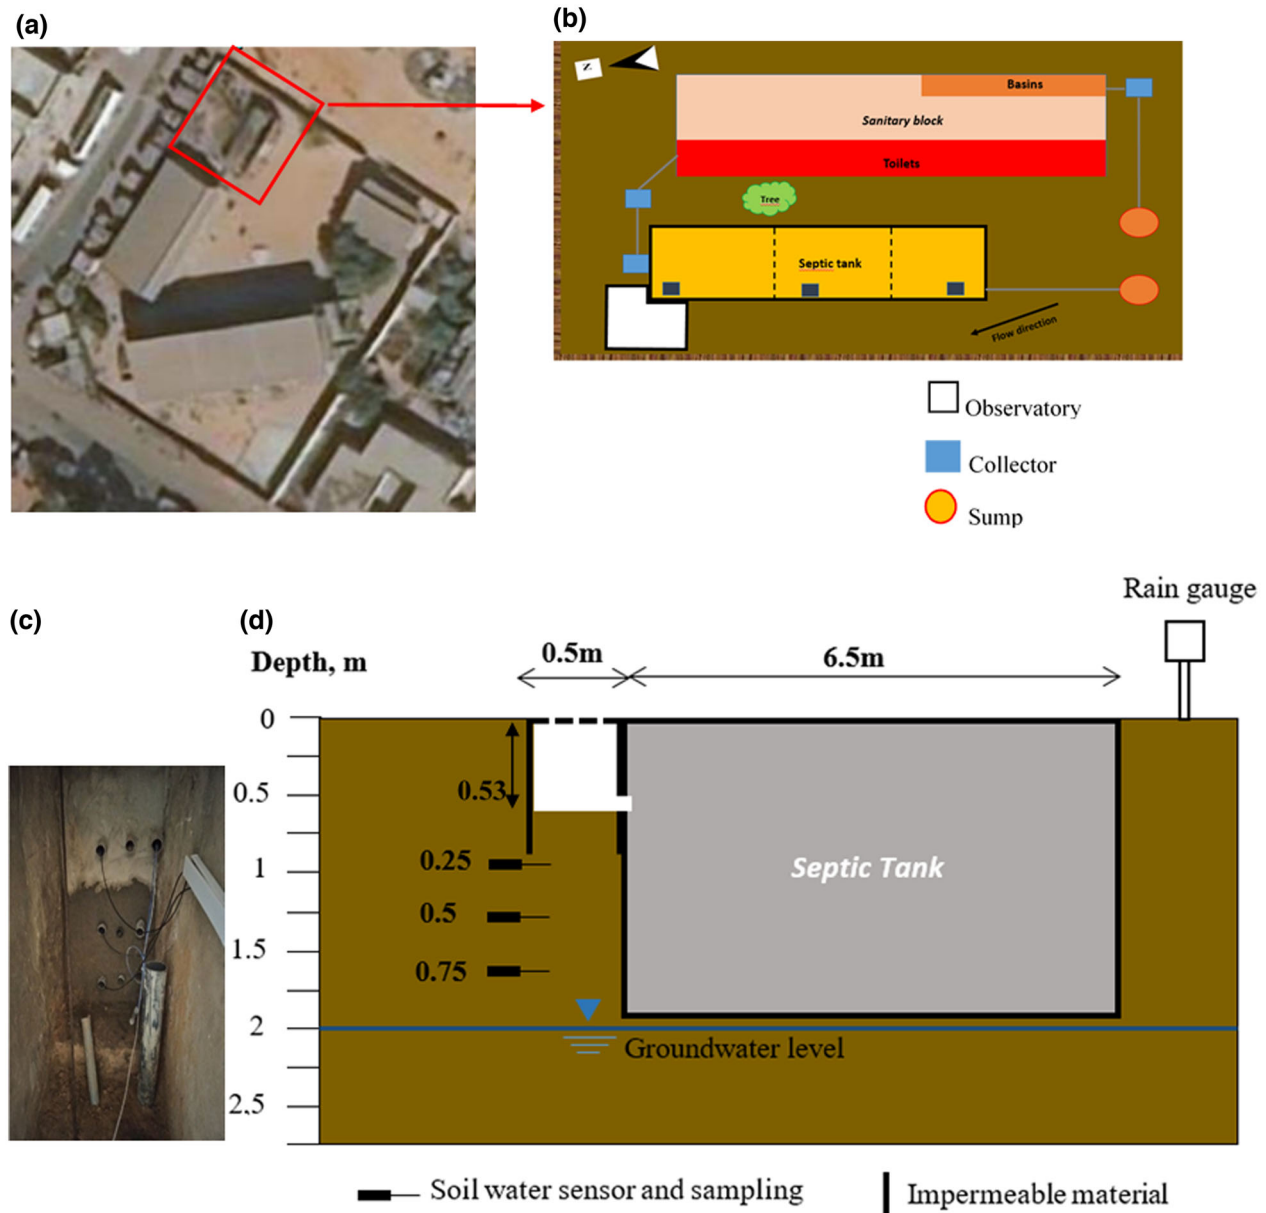 (a)
(b)
N
Basins
Sanitary block
Toilets
Tree
Septic tank
Flow direction
Observatory
Collector
Sump
(c)
(d)
Rain gauge
Depth, m
0.5m
6.5m
0
0.5
0.53
1
0.25
0.5
0.75
1.5
2
2.5
Septic Tank
Groundwater level
Soil water sensor and sampling
Impermeable material